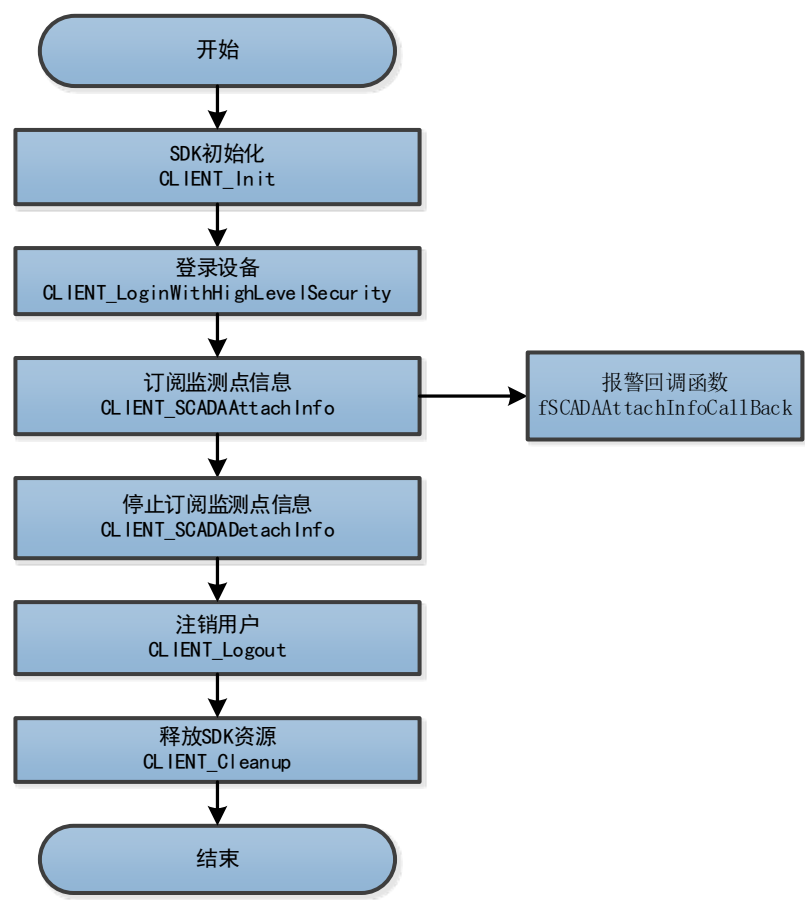 开始
SDK初始化
CLIENT_Init
登录设备
CLIENT_LoginWithHighLevelSecurity
订阅监测点信息
CLIENT_SCADAAttachInfo
报警回调函数
fSCADAAttachInfoCallBack
停止订阅监测点信息
CLIENT_SCADADetachInfo
注销用户
CLIENT_Logout
释放SDK资源
CLIENT_Cleanup
结束